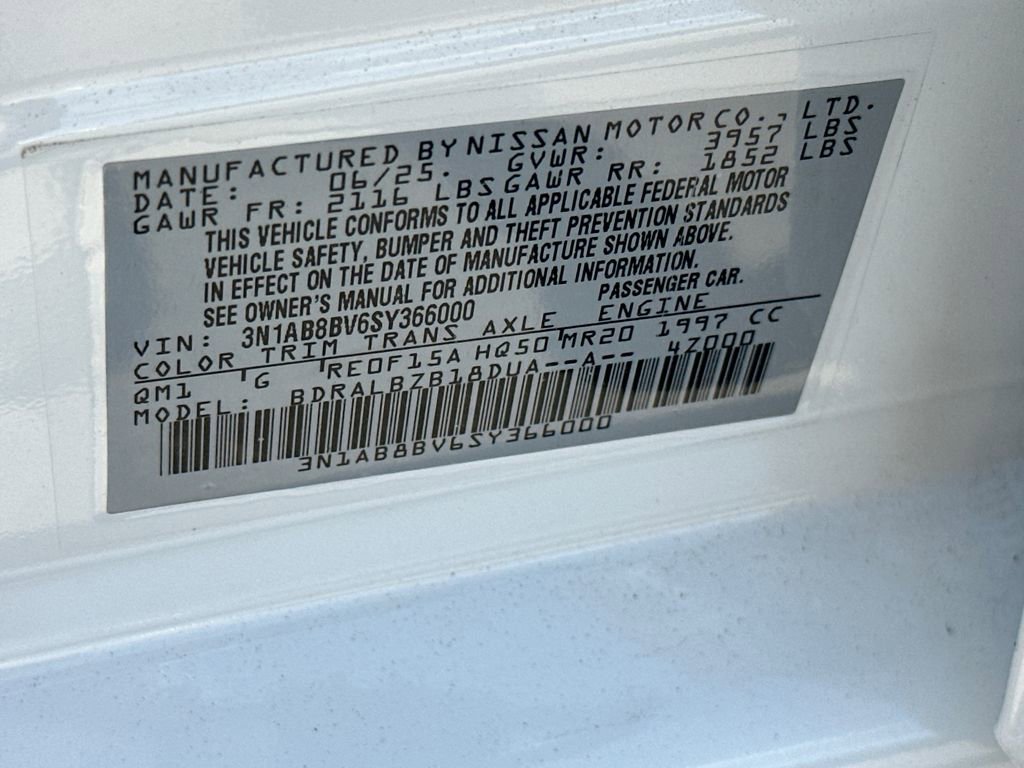 MANUFACTURED BY NISSAN MOTOR CO., LTD.
DATE: 06/25. GVWR: 3957 LBS
GAWR FR: 2116 LBS GAWR RR: 1852 LBS
THIS VEHICLE CONFORMS TO ALL APPLICABLE FEDERAL MOTOR
VEHICLE SAFETY, BUMPER AND THEFT PREVENTION STANDARDS
IN EFFECT ON THE DATE OF MANUFACTURE SHOWN ABOVE.
SEE OWNER'S MANUAL FOR ADDITIONAL INFORMATION.
VIN: 3N1AB8BV6SY366000 PASSENGER CAR.
COLOR TRIM TRANS AXLE ENGINE
QM1 G RE0F15A HQ50 MR20 1997 CC
MODEL: BDRALBZB18DUA--A-- 4Z000
3N1AB8BV6SY366000